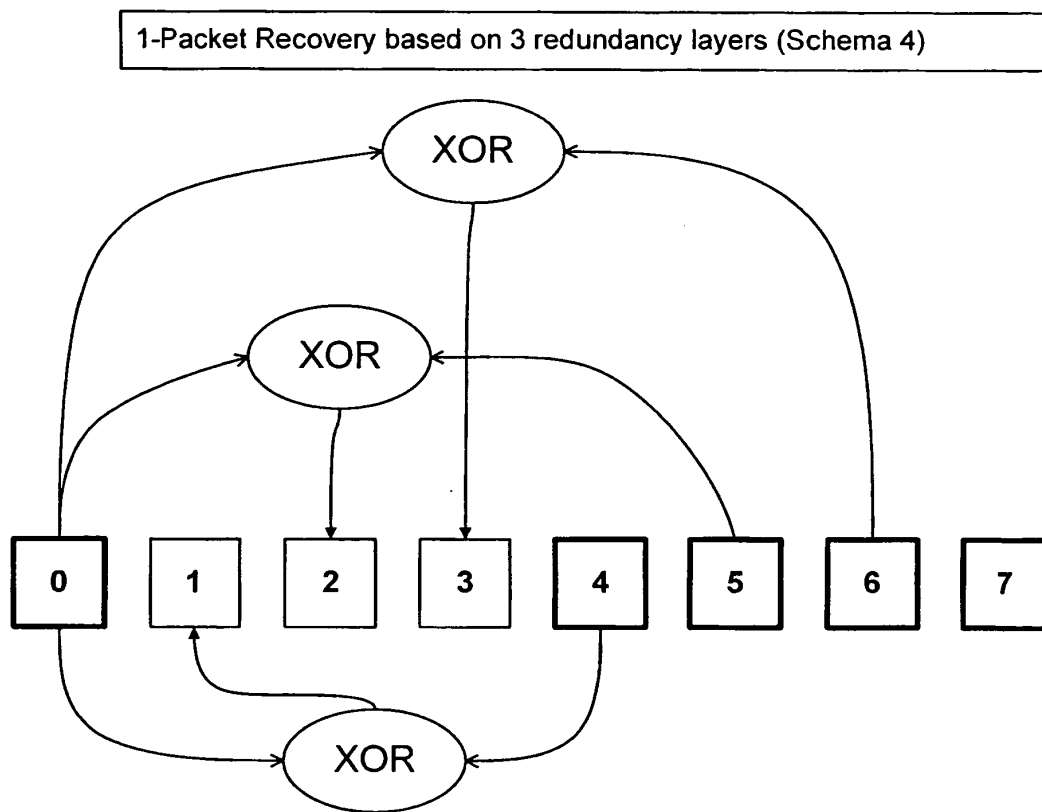 1-Packet Recovery based on 3 redundancy layers (Schema 4)
XOR
XOR
0 1 2 3 4 5 6 7
XOR